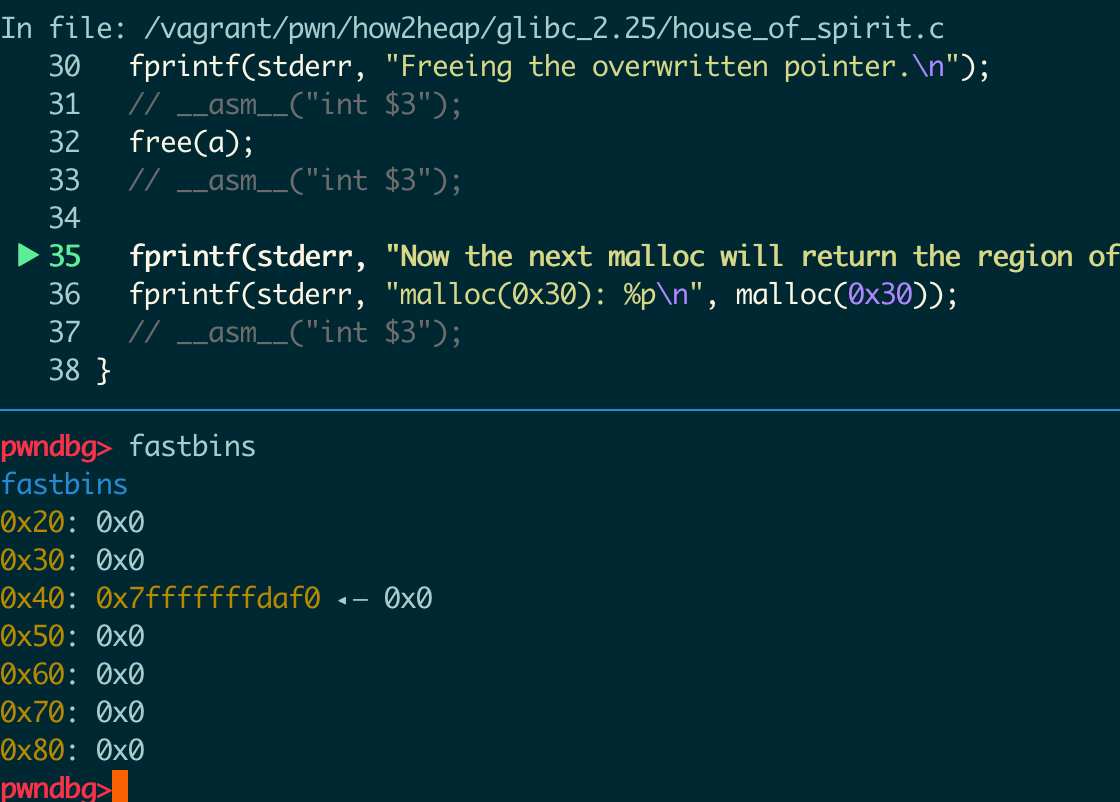 In file: /vagrant/pwn/how2heap/glibc_2.25/house_of_spirit.c
30 fprintf(stderr, "Freeing the overwritten pointer.\n");
31 // __asm__("int $3");
32 free(a);
33 // __asm__("int $3");
34
► 35 fprintf(stderr, "Now the next malloc will return the region of
36 fprintf(stderr, "malloc(0x30): %p\n", malloc(0x30));
37 // __asm__("int $3");
38 }
pwndbg> fastbins
fastbins
0x20: 0x0
0x30: 0x0
0x40: 0x7fffffffdaf0 ◂— 0x0
0x50: 0x0
0x60: 0x0
0x70: 0x0
0x80: 0x0
pwndbg>